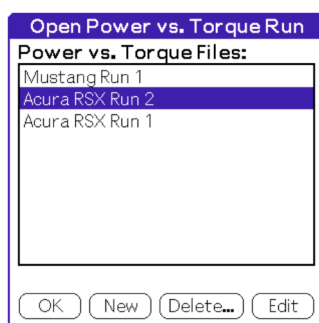 Open Power vs. Torque Run
Power vs. Torque Files:
Mustang Run 1
Acura RSX Run 2
Acura RSX Run 1
OK New Delete... Edit